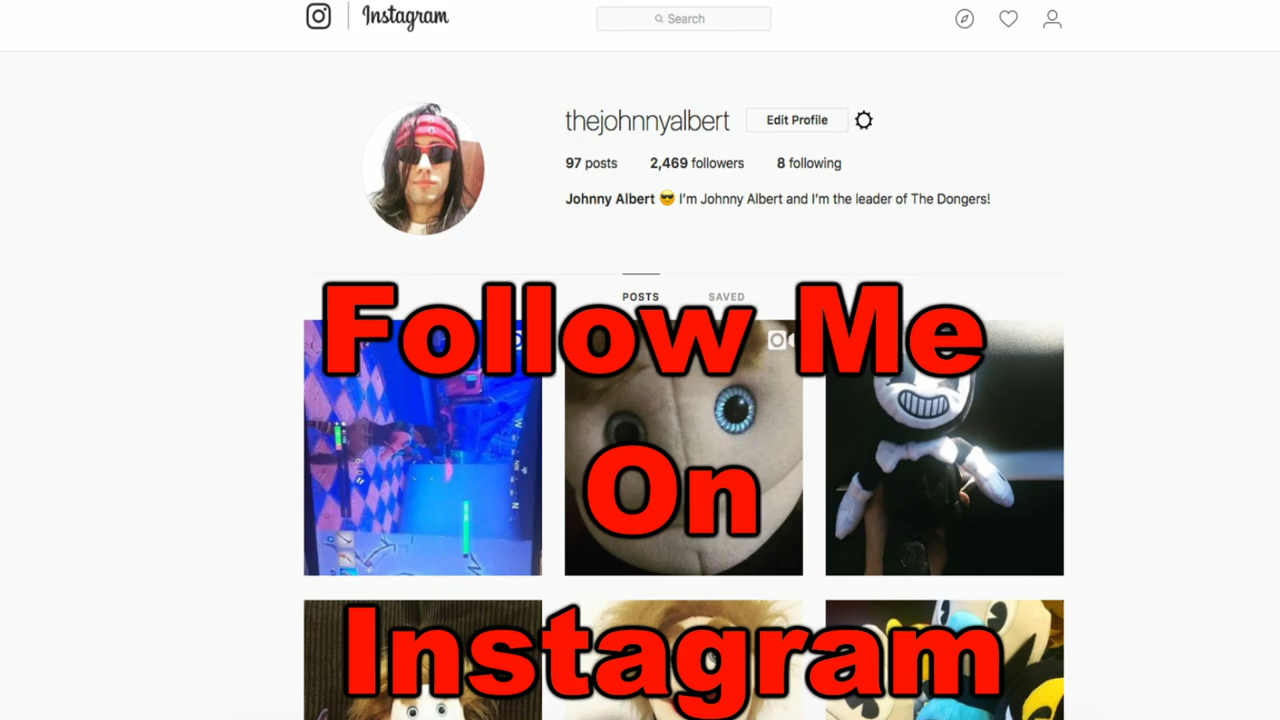 Instagram
Search
thejohnnyalbert Edit Profile
97 posts 2,469 followers 8 following
Johnny Albert 😎 I'm Johnny Albert and I'm the leader of The Dongers!
POSTS SAVED
Follow Me
On
Instagram